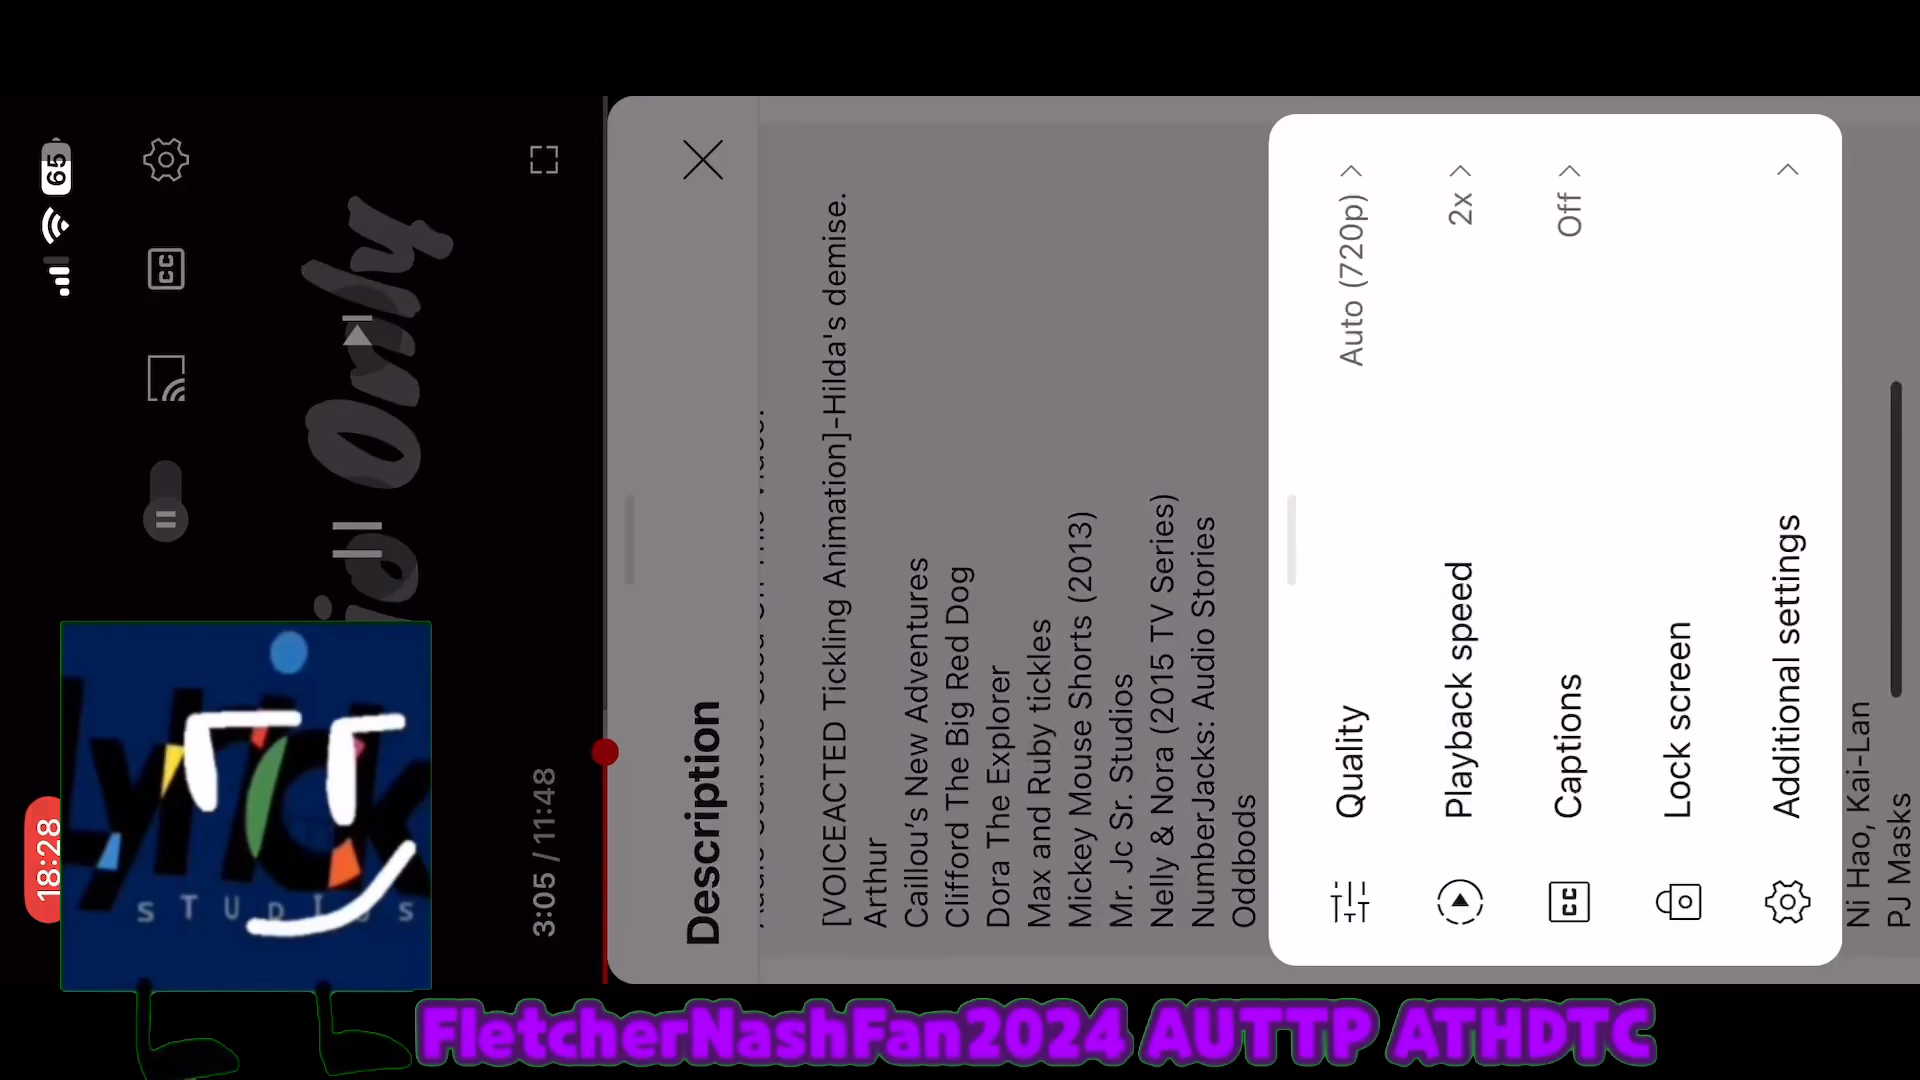 18:28
65
3:05 / 11:48
Description
[VOICEACTED Tickling Animation]-Hilda's demise.
Arthur
Caillou's New Adventures
Clifford The Big Red Dog
Dora The Explorer
Max and Ruby tickles
Mickey Mouse Shorts (2013)
Mr. Jc Sr. Studios
Nelly & Nora (2015 TV Series)
NumberJacks: Audio Stories
Oddbods
Quality Auto (720p)
Playback speed 2x
Captions Off
Lock screen
Additional settings
Ni Hao, Kai-Lan
PJ Masks
Lyrick
STUDIOS
FletcherNashFan2024 AUTTP ATHDTC